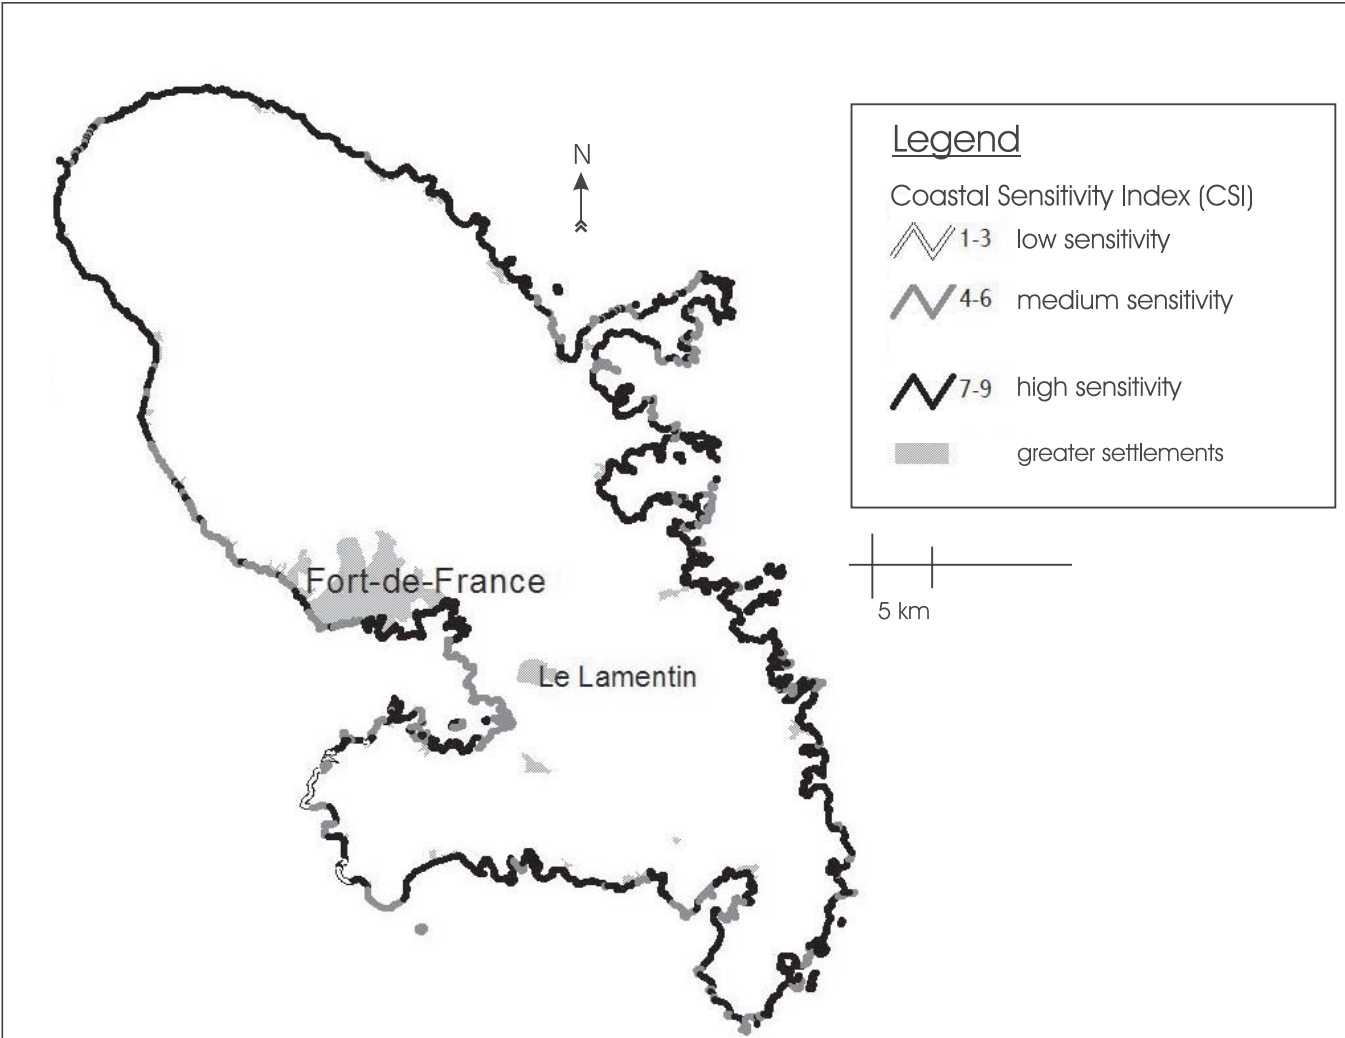 N
Legend
Coastal Sensitivity Index (CSI)
1-3 low sensitivity
4-6 medium sensitivity
7-9 high sensitivity
greater settlements
5 km
Fort-de-France
Le Lamentin